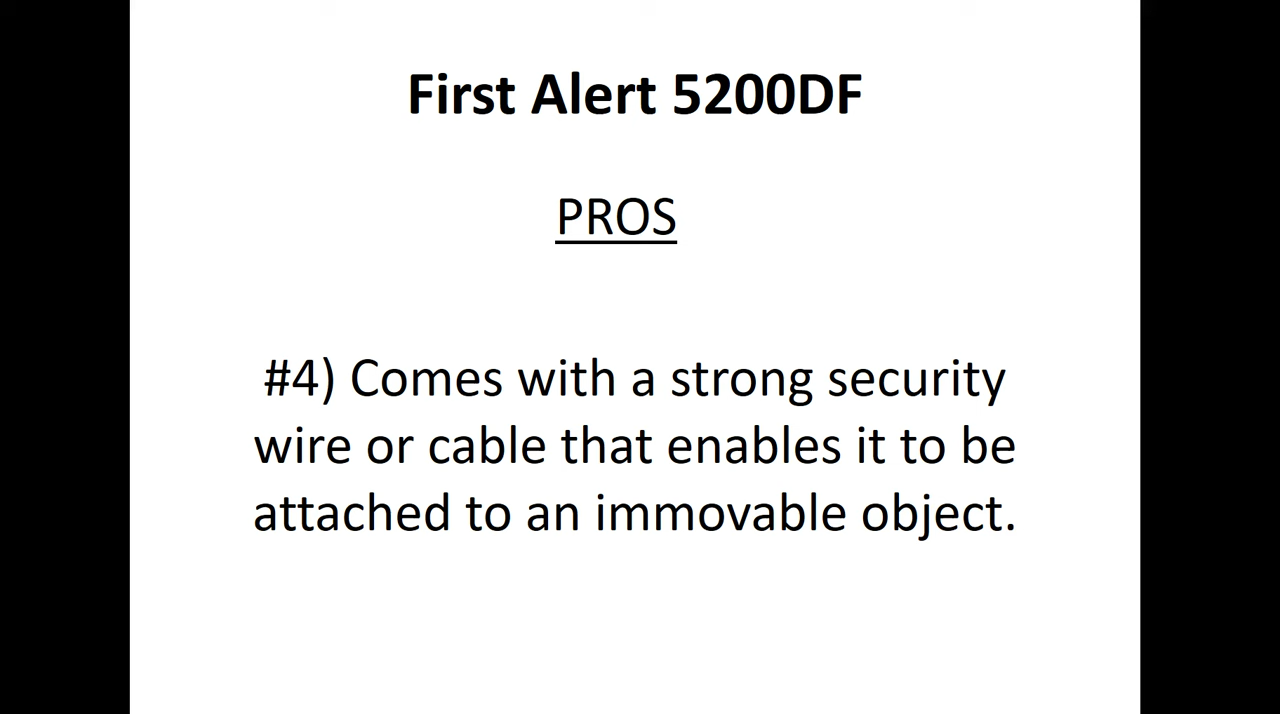 First Alert 5200DF
PROS
#4) Comes with a strong security
wire or cable that enables it to be
attached to an immovable object.